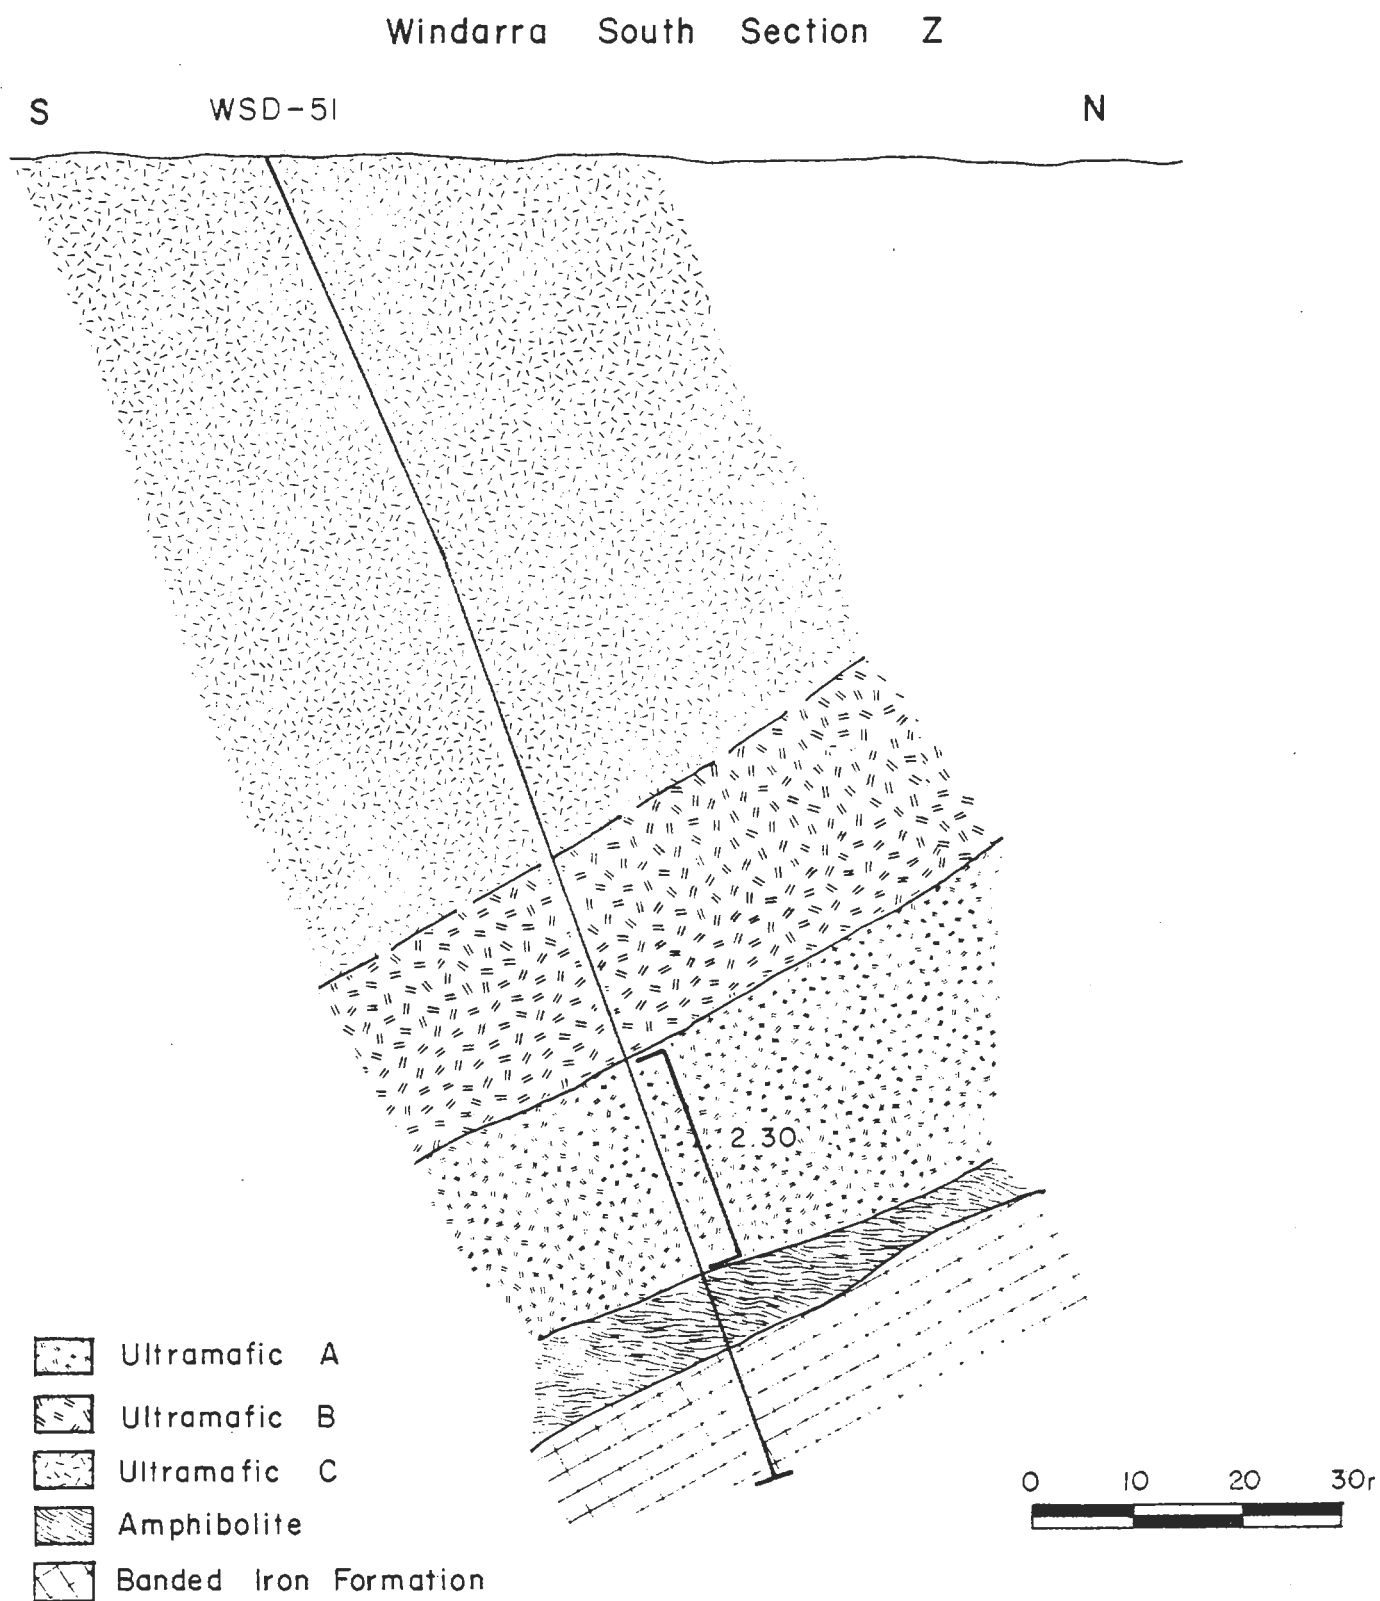 Windarra South Section Z
S WSD-51 N
2.30
Ultramafic A
Ultramafic B
Ultramafic C
Amphibolite
Banded Iron Formation
0 10 20 30